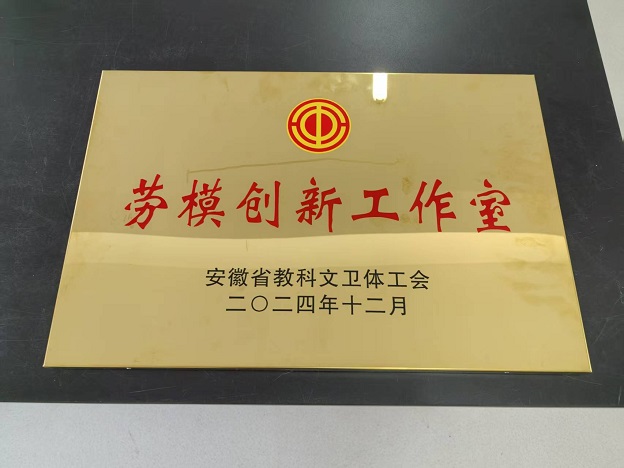 劳模创新工作室
安徽省教科文卫体工会
二〇二四年十二月